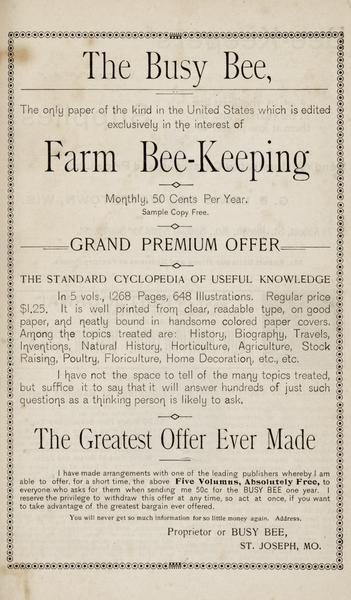 The Busy Bee,
The only paper of the kind in the United States which is edited
exclusively in the interest of
Farm Bee-Keeping
Monthly, 50 Cents Per Year.
Sample Copy Free.
GRAND PREMIUM OFFER
THE STANDARD CYCLOPEDIA OF USEFUL KNOWLEDGE
In 5 vols., 1268 Pages, 648 Illustrations. Regular price
$1.25. It is well printed from clear, readable type, on good
paper, and neatly bound in handsome colored paper covers.
Among the topics treated are: History, Biography, Travels,
Inventions, Natural History, Horticulture, Agriculture, Stock
Raising, Poultry, Floriculture, Home Decoration, etc., etc.
I have not the space to tell of the many topics treated,
but suffice it to say that it will answer hundreds of just such
questions as a thinking person is likely to ask.
The Greatest Offer Ever Made
I have made arrangements with one of the leading publishers whereby I am
able to offer, for a short time, the above Five Volumns, Absolutely Free, to
everyone who asks for them when sending me 50c for the BUSY BEE one year. I
reserve the privilege to withdraw this offer at any time, so act at once, if you want
to take advantage of the greatest bargain ever offered.
You will never get so much information for so little money again. Address,
Proprietor or BUSY BEE,
ST. JOSEPH, MO.